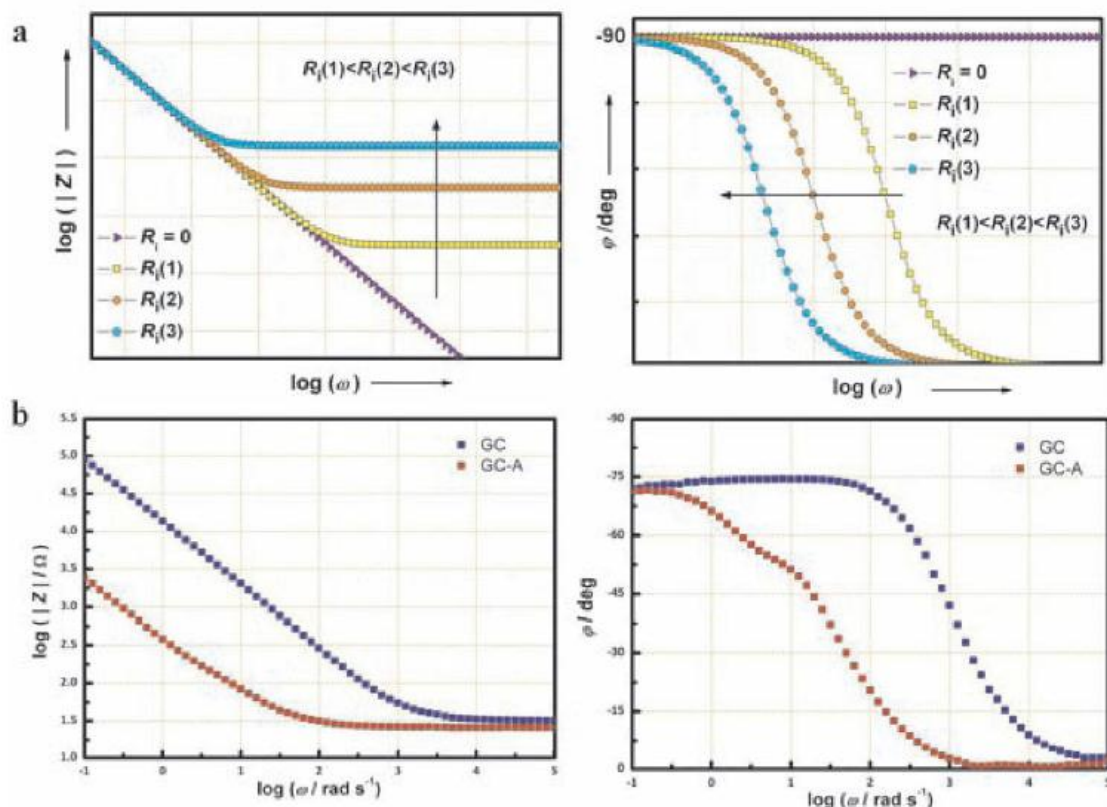 a
log (|Z|)
R_i(1)<R_i(2)<R_i(3)
R_i = 0
R_i(1)
R_i(2)
R_i(3)
log (ω)
-90
φ /deg
R_i = 0
R_i(1)
R_i(2)
R_i(3)
R_i(1)<R_i(2)<R_i(3)
log (ω)
b
5.5
5.0
4.5
4.0
3.5
3.0
2.5
2.0
1.5
1.0
log (|Z| / Ω)
GC
GC-A
-1 0 1 2 3 4 5
log (ω / rad s⁻¹)
-90
-75
-60
-45
-30
-15
0
φ / deg
GC
GC-A
-1 0 1 2 3 4 5
log (ω / rad s⁻¹)